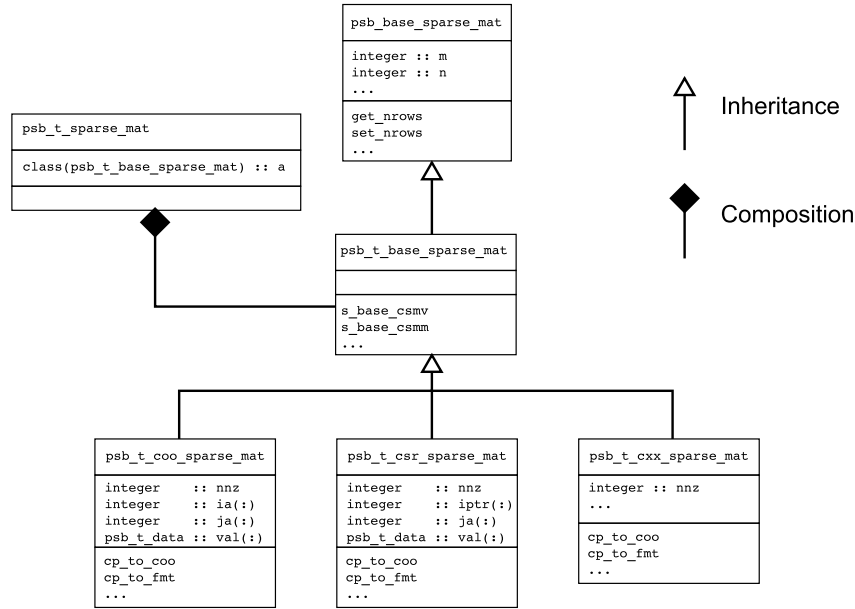 psb_base_sparse_mat
integer :: m
integer :: n
...
get_nrows
set_nrows
...
psb_t_sparse_mat
class(psb_t_base_sparse_mat) :: a
Inheritance
Composition
psb_t_base_sparse_mat
s_base_csmv
s_base_csmm
...
psb_t_coo_sparse_mat
integer :: nnz
integer :: ia(:)
integer :: ja(:)
psb_t_data :: val(:)
cp_to_coo
cp_to_fmt
...
psb_t_csr_sparse_mat
integer :: nnz
integer :: iptr(:)
integer :: ja(:)
psb_t_data :: val(:)
cp_to_coo
cp_to_fmt
...
psb_t_cxx_sparse_mat
integer :: nnz
...
cp_to_coo
cp_to_fmt
...